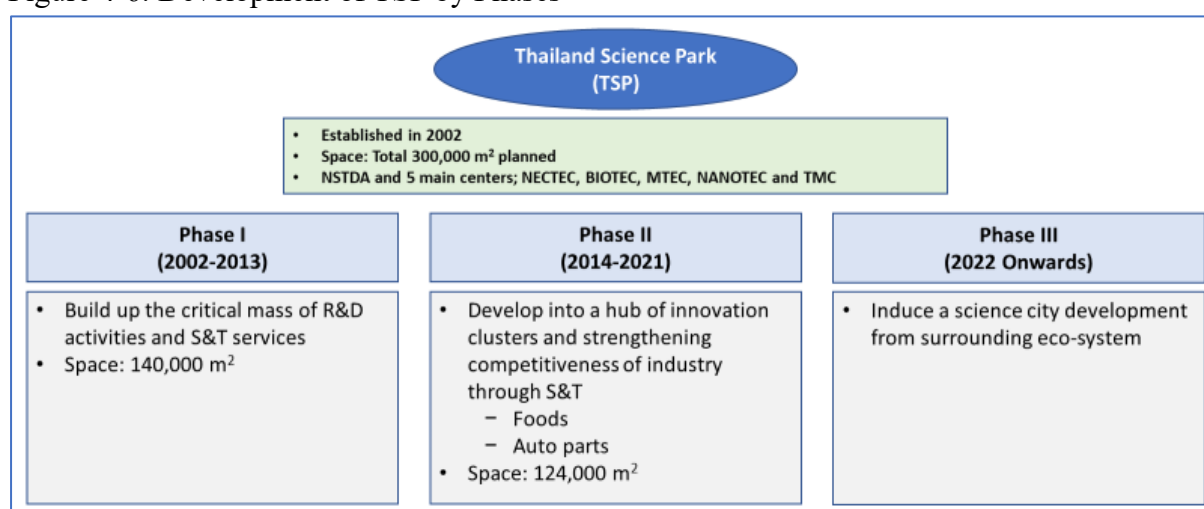 Thailand Science Park
(TSP)
• Established in 2002
• Space: Total 300,000 m² planned
• NSTDA and 5 main centers; NECTEC, BIOTEC, MTEC, NANOTEC and TMC
Phase I
(2002-2013)
• Build up the critical mass of R&D
activities and S&T services
• Space: 140,000 m²
Phase II
(2014-2021)
• Develop into a hub of innovation
clusters and strengthening
competitiveness of industry
through S&T
− Foods
− Auto parts
• Space: 124,000 m²
Phase III
(2022 Onwards)
• Induce a science city development
from surrounding eco-system